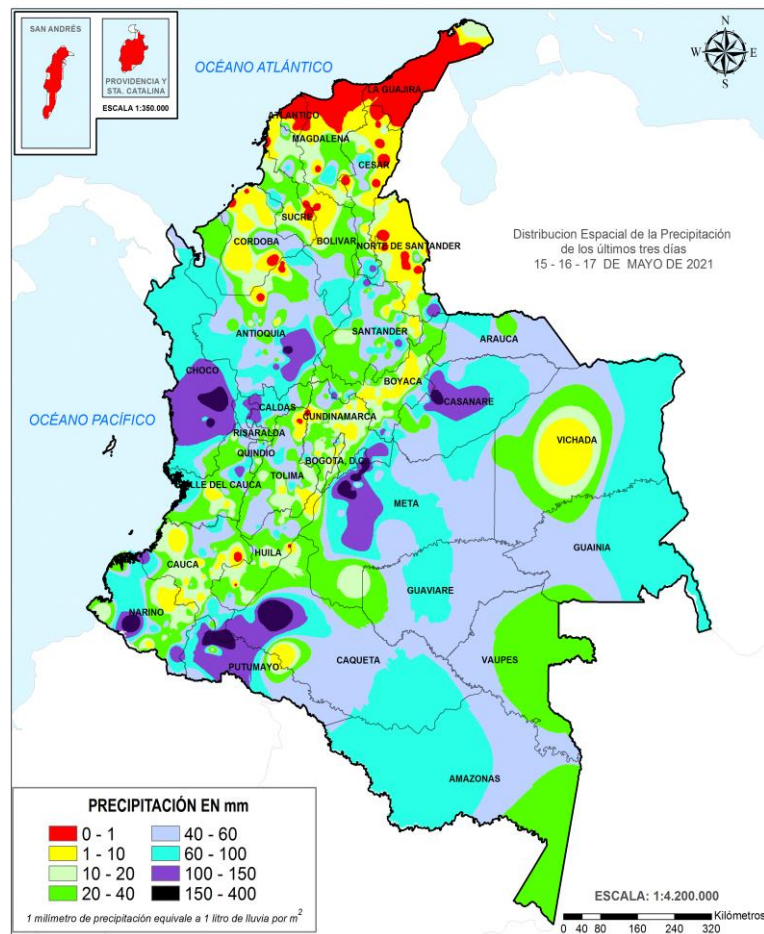 SAN ANDRÉS
PROVIDENCIA Y
STA. CATALINA
ESCALA 1:350.000
OCÉANO ATLÁNTICO
N
W
E
S
LA GUAJIRA
ATLANTICO
MAGDALENA
CESAR
SUCRE
CORDOBA
BOLIVAR
NORTE DE SANTANDER
Distribucion Espacial de la Precipitación
de los últimos tres días
15 - 16 - 17 DE MAYO DE 2021
ANTIOQUIA
SANTANDER
ARAUCA
CHOCO
BOYACA
CASANARE
CALDAS
CUNDINAMARCA
OCÉANO PACÍFICO
RISARALDA
VICHADA
QUINDIO
BOGOTA, D.C
TOLIMA
VALLE DEL CAUCA
META
GUAINIA
HUILA
CAUCA
GUAVIARE
NARINO
PUTUMAYO
CAQUETA
VAUPES
AMAZONAS
PRECIPITACIÓN EN mm
0 - 1
40 - 60
1 - 10
60 - 100
10 - 20
100 - 150
20 - 40
150 - 400
1 milímetro de precipitación equivale a 1 litro de lluvia por m²
ESCALA: 1:4.200.000
Kilómetros
0 40 80 160 240 320